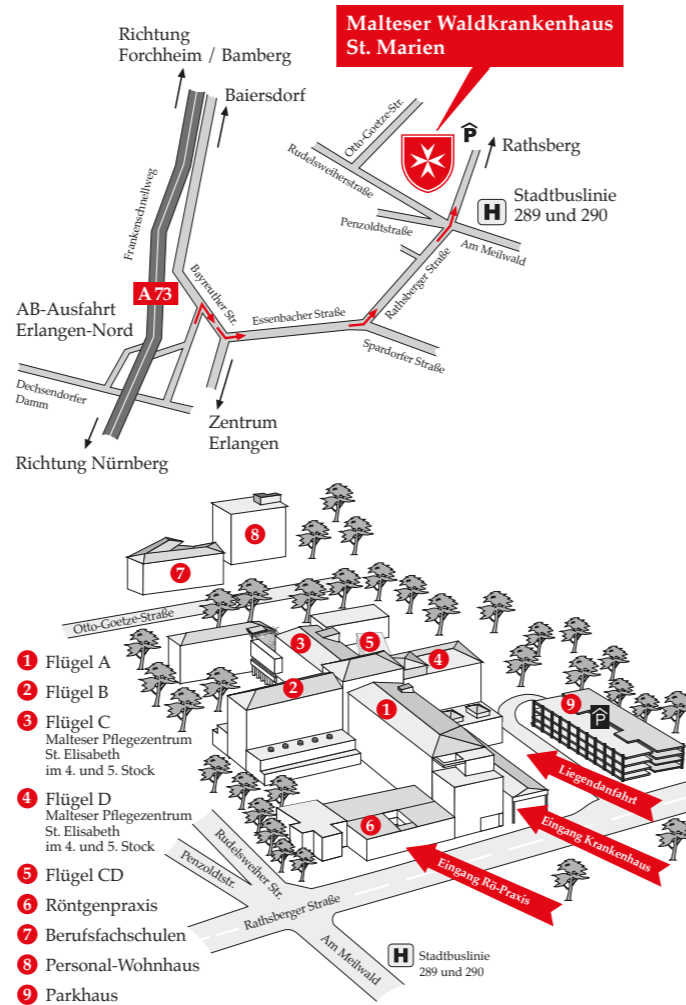 Malteser Waldkrankenhaus
St. Marien
Richtung
Forchheim / Bamberg
Baiersdorf
Otto-Goetze-Str.
P
Rathsberg
Rudelsweiherstraße
Frankenschnellweg
H
Stadtbuslinie
289 und 290
Penzoldtstraße
Am Meilwald
Bayreuther Str.
Rathsberger Straße
A 73
AB-Ausfahrt
Erlangen-Nord
Essenbacher Straße
Spardorfer Straße
Dechsendorfer
Damm
Zentrum
Erlangen
Richtung Nürnberg
8
7
Otto-Goetze-Straße
3
5
4
2
1
9
P
6
Liegendanfahrt
Eingang Krankenhaus
Eingang Rö-Praxis
1 Flügel A
2 Flügel B
3 Flügel C
Malteser Pflegezentrum
St. Elisabeth
im 4. und 5. Stock
4 Flügel D
Malteser Pflegezentrum
St. Elisabeth
im 4. und 5. Stock
5 Flügel CD
6 Röntgenpraxis
7 Berufsfachschulen
8 Personal-Wohnhaus
9 Parkhaus
Rudelsweiher Str.
Penzoldtstr.
Rathsberger Straße
Am Meilwald
H
Stadtbuslinie
289 und 290